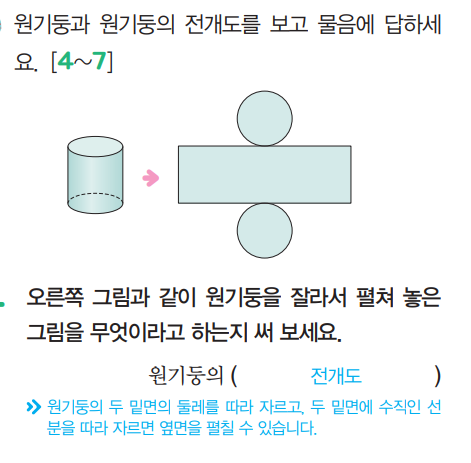 원기둥과 원기둥의 전개도를 보고 물음에 답하세
요. [4~7]
오른쪽 그림과 같이 원기둥을 잘라서 펼쳐 놓은
그림을 무엇이라고 하는지 써 보세요.
원기둥의 ( 전개도 )
» 원기둥의 두 밑면의 둘레를 따라 자르고, 두 밑면에 수직인 선
분을 따라 자르면 옆면을 펼칠 수 있습니다.